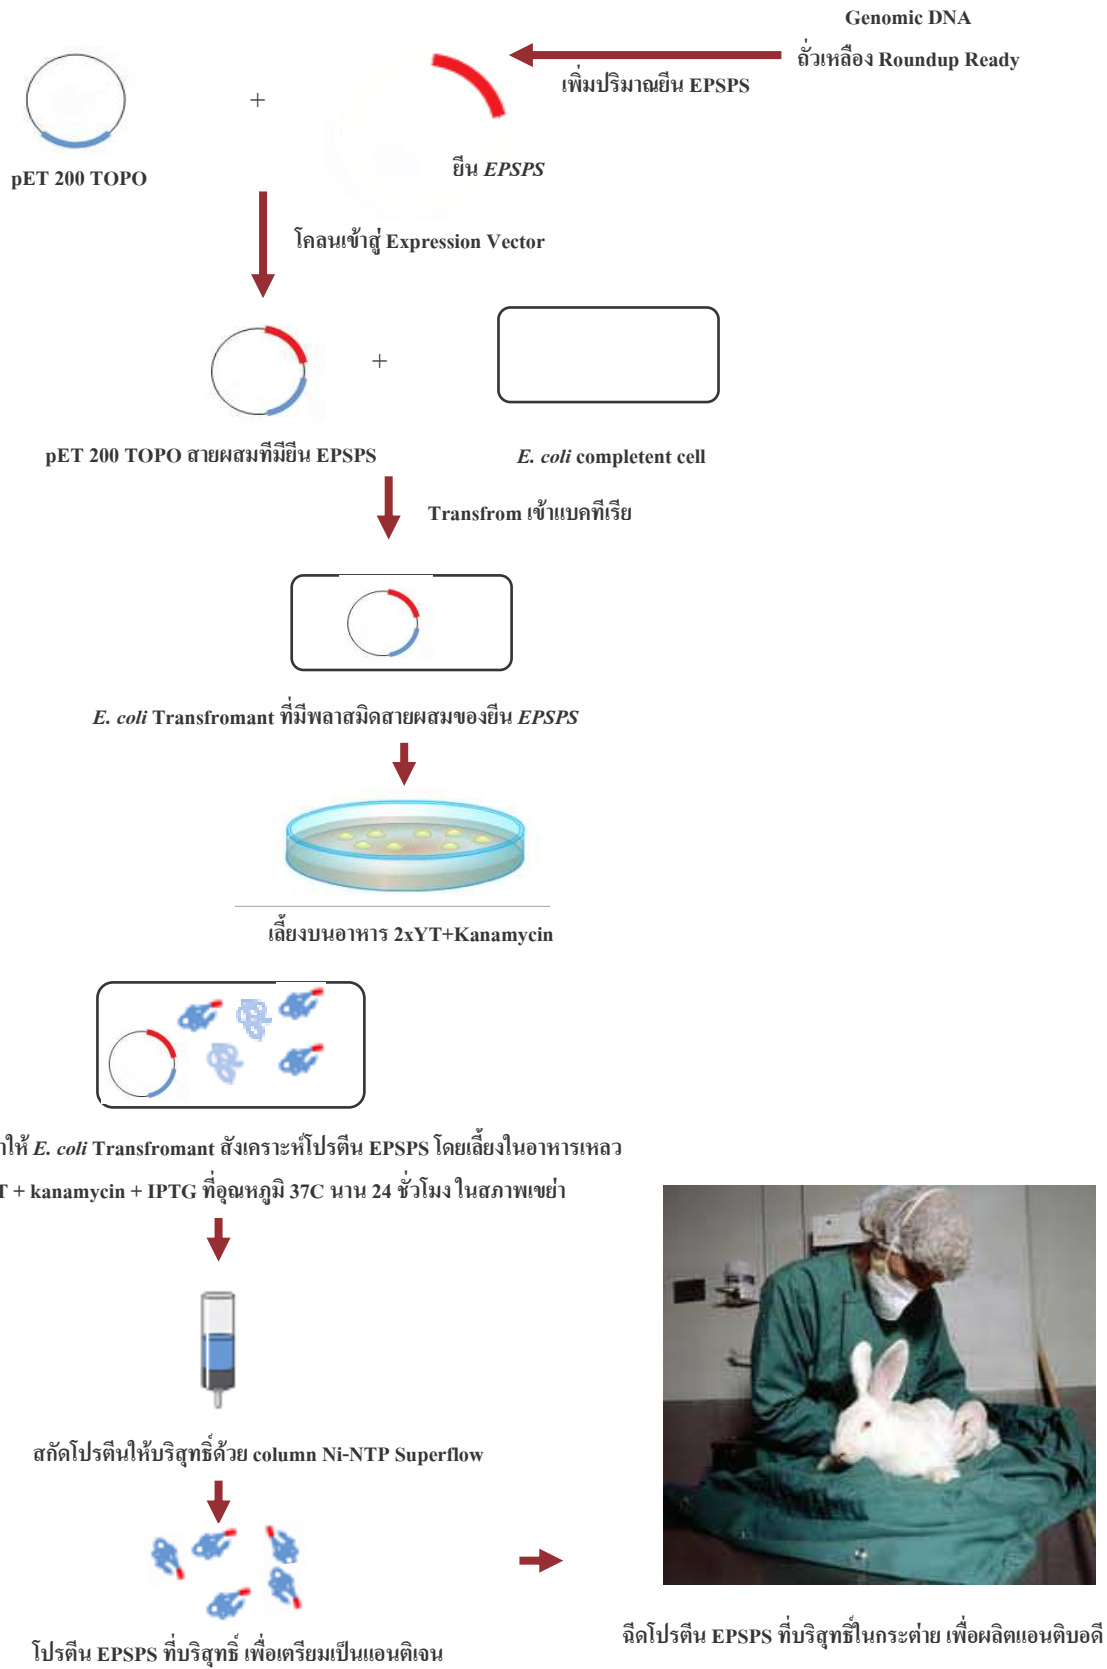 Genomic DNA
ถั่วเหลือง Roundup Ready
เพิ่มปริมาณยีน EPSPS
+
ยีน EPSPS
pET 200 TOPO
โคลนเข้าสู่ Expression Vector
+
pET 200 TOPO สายผสมทีมียีน EPSPS
E. coli completent cell
Transfrom เข้าแบคทีเรีย
E. coli Transfromant ที่มีพลาสมิดสายผสมของยีน EPSPS
เลี้ยงบนอาหาร 2xYT+Kanamycin
ให้ E. coli Transfromant สังเคราะห์โปรตีน EPSPS โดยเลี้ยงในอาหารเหลว
T + kanamycin + IPTG ที่อุณหภูมิ 37C นาน 24 ชั่วโมง ในสภาพเขย่า
สกัดโปรตีนให้บริสุทธิ์ด้วย column Ni-NTP Superflow
โปรตีน EPSPS ที่บริสุทธิ์ เพื่อเตรียมเป็นแอนติเจน
ฉีดโปรตีน EPSPS ที่บริสุทธิ์ในกระต่าย เพื่อผลิตแอนติบอดี